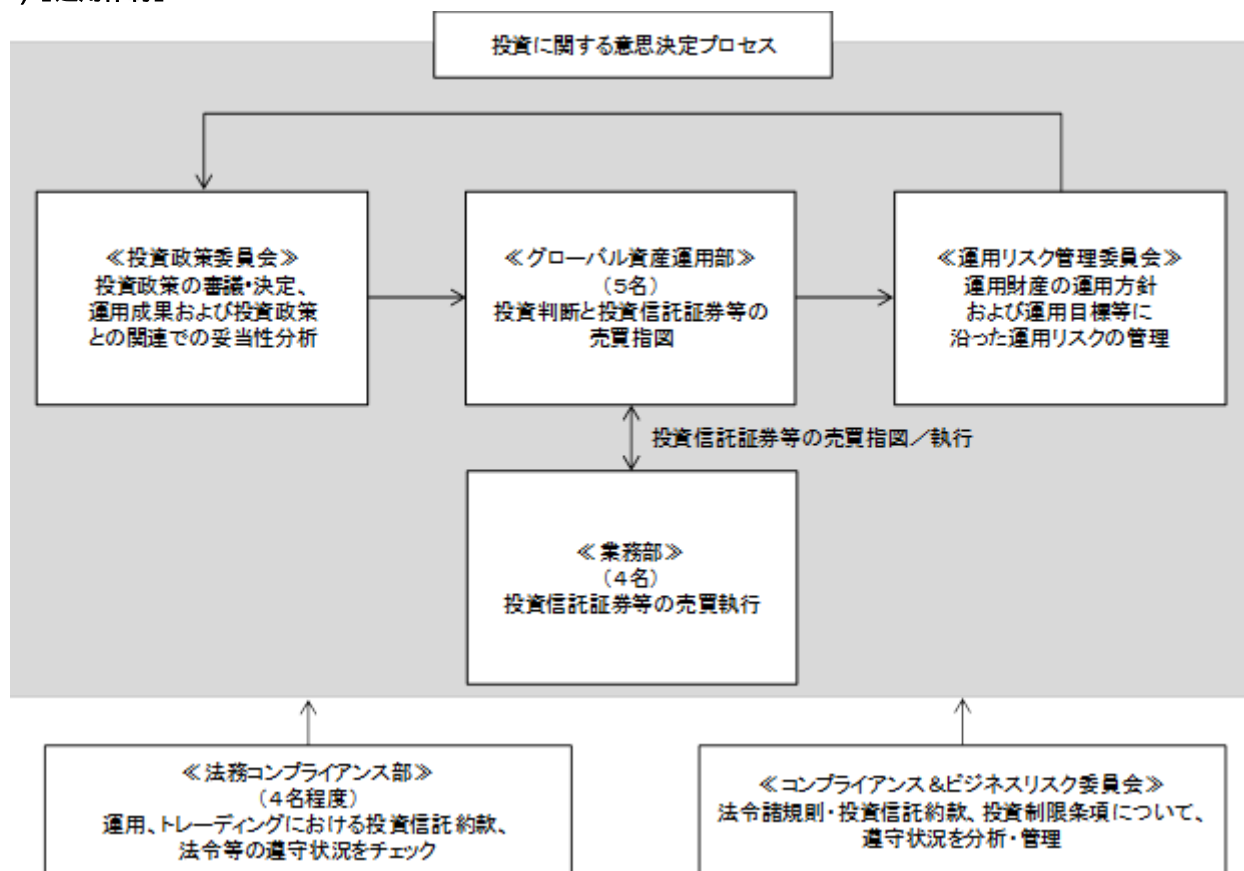 投資に関する意思決定プロセス
≪投資政策委員会≫
投資政策の審議・決定、
運用成果および投資政策
との関連での妥当性分析
≪グローバル資産運用部≫
(5名)
投資判断と投資信託証券等の
売買指図
≪運用リスク管理委員会≫
運用財産の運用方針
および運用目標等に
沿った運用リスクの管理
投資信託証券等の売買指図／執行
≪業務部≫
(4名)
投資信託証券等の売買執行
≪法務コンプライアンス部≫
(4名程度)
運用、トレーディングにおける投資信託約款、
法令等の遵守状況をチェック
≪コンプライアンス&ビジネスリスク委員会≫
法令諸規則・投資信託約款、投資制限条項について、
遵守状況を分析・管理